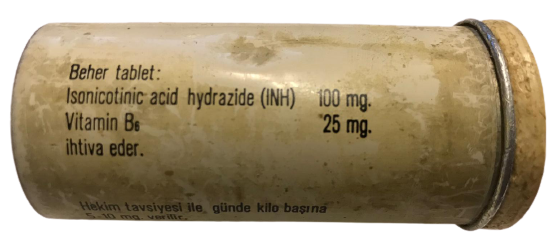 Beher tablet:
Isonicotinic acid hydrazide (INH) 100 mg.
Vitamin B₆ 25 mg.
ihtiva eder.
Hekim tavsiyesi ile, günde kilo başına
5-10 mg. verilir.